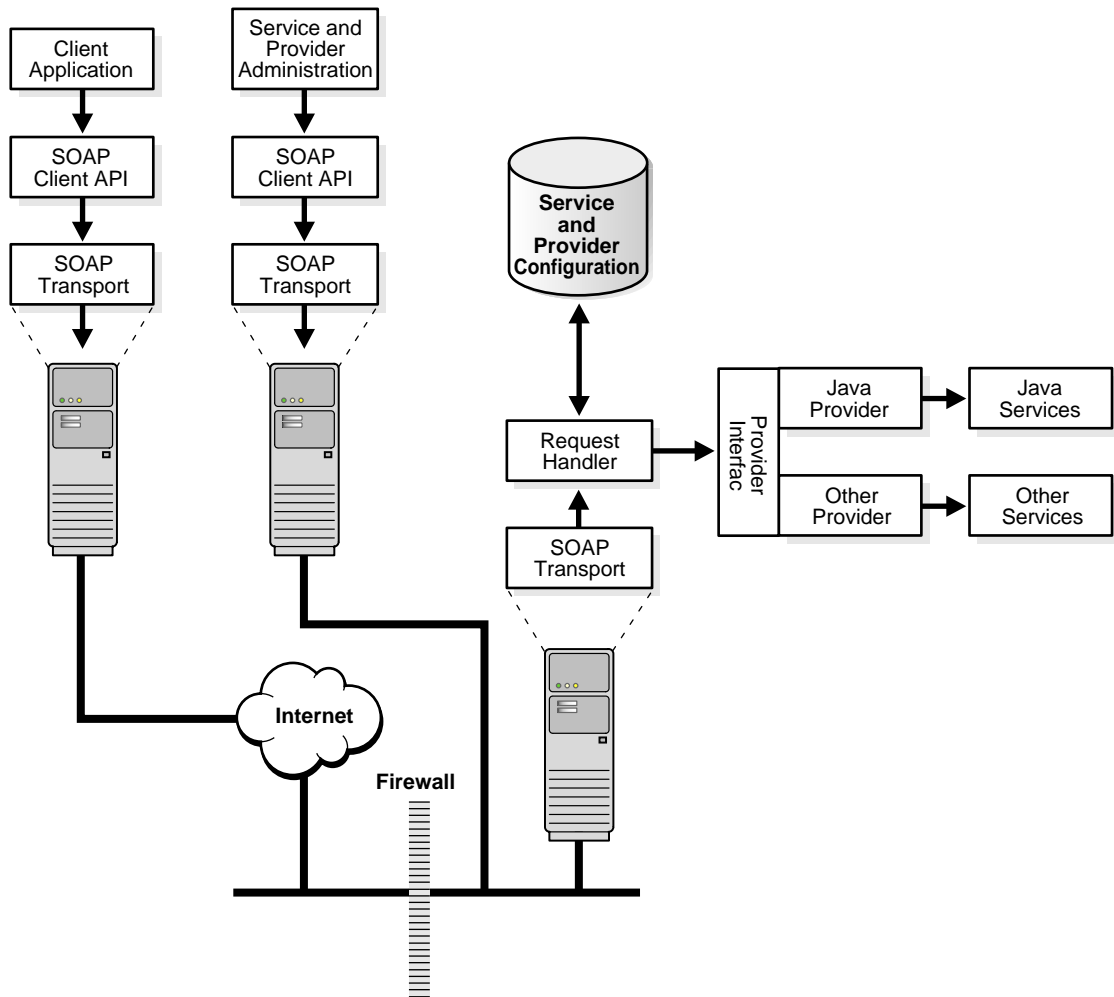 Client
Application
Service and
Provider
Administration
SOAP
Client API
SOAP
Client API
SOAP
Transport
SOAP
Transport
Service
and
Provider
Configuration
Request
Handler
Provider
Interfac
Java
Provider
Java
Services
Other
Provider
Other
Services
SOAP
Transport
Internet
Firewall